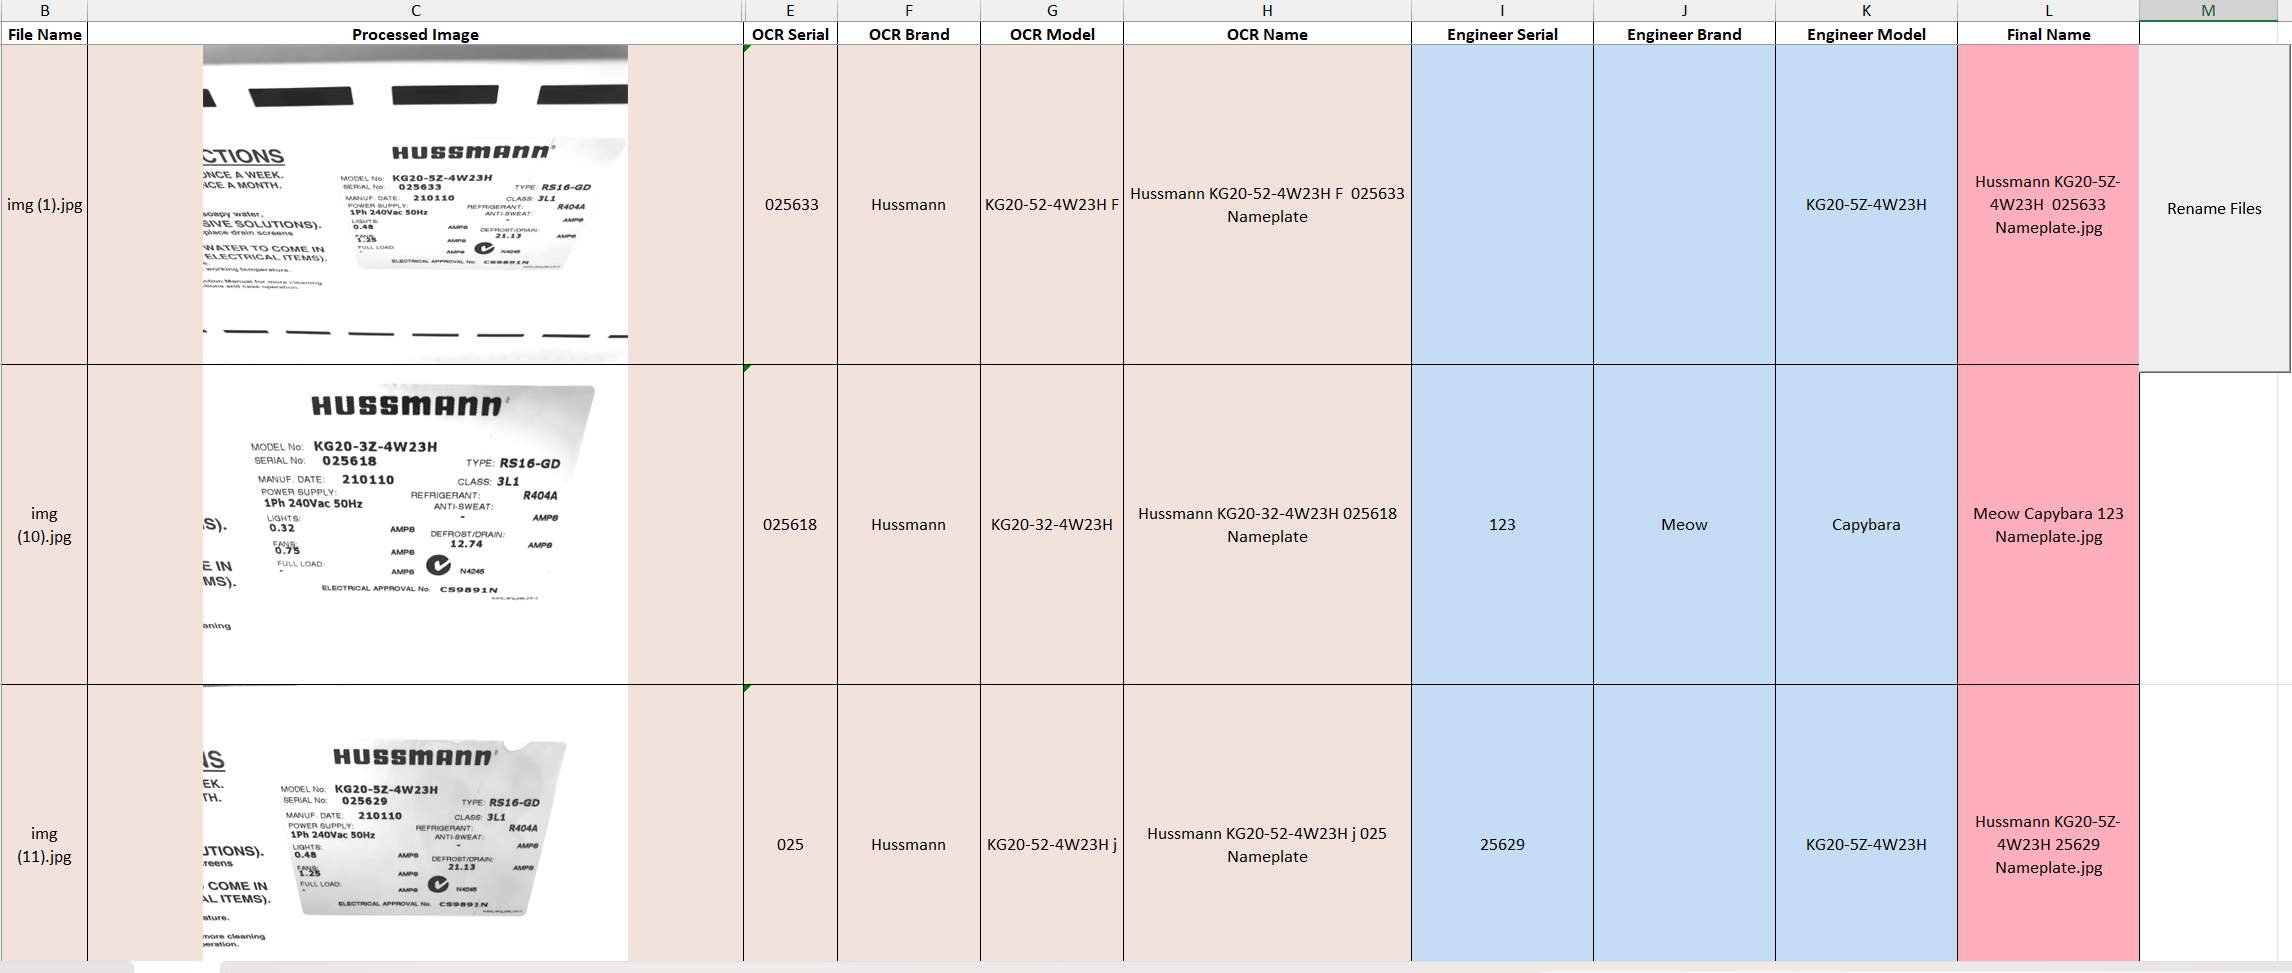 B C E F G H I J K L M
File Name Processed Image OCR Serial OCR Brand OCR Model OCR Name Engineer Serial Engineer Brand Engineer Model Final Name
img (1).jpg
CTIONS
ONCE A WEEK.
NCE A MONTH.
soapy water,
SIVE SOLUTIONS).
place drain screens
WATER TO COME IN
ELECTRICAL ITEMS).
working temperature.
ction Manual for more cleaning
tions and case operation.
HUSSMANN
MODEL No: KG20-5Z-4W23H
SERIAL No: 025633 TYPE: RS16-GD
MANUF. DATE: 210110 CLASS: 3L1
POWER SUPPLY: REFRIGERANT: R404A
1Ph 240Vac 50Hz ANTI-SWEAT:
LIGHTS: - AMPS
0.48 AMPS DEFROST/DRAIN:
FANS: 21.13 AMPS
1.25 AMPS
FULL LOAD:
- AMPS N4245
ELECTRICAL APPROVAL No. CS9891N
025633
Hussmann
KG20-52-4W23H F
Hussmann KG20-52-4W23H F  025633
Nameplate
KG20-5Z-4W23H
Hussmann KG20-5Z-
4W23H  025633
Nameplate.jpg
Rename Files
img
(10).jpg
S).
E IN
MS).
aning
HUSSMANN
MODEL No: KG20-3Z-4W23H
SERIAL No: 025618 TYPE: RS16-GD
MANUF. DATE: 210110 CLASS: 3L1
POWER SUPPLY: REFRIGERANT: R404A
1Ph 240Vac 50Hz ANTI-SWEAT:
LIGHTS: - AMPS
0.32 AMPS DEFROST/DRAIN:
FANS: 12.74 AMPS
0.75 AMPS
FULL LOAD:
- AMPS N4245
ELECTRICAL APPROVAL No. CS9891N
025618
Hussmann
KG20-32-4W23H
Hussmann KG20-32-4W23H 025618
Nameplate
123
Meow
Capybara
Meow Capybara 123
Nameplate.jpg
img
(11).jpg
NS
EK.
TH.
UTIONS).
reens
COME IN
AL ITEMS).
ature.
more cleaning
peration.
HUSSMANN
MODEL No: KG20-5Z-4W23H
SERIAL No: 025629 TYPE: RS16-GD
MANUF. DATE: 210110 CLASS: 3L1
POWER SUPPLY: REFRIGERANT: R404A
1Ph 240Vac 50Hz ANTI-SWEAT:
LIGHTS: - AMPS
0.48 AMPS DEFROST/DRAIN:
FANS: 21.13 AMPS
1.25 AMPS
FULL LOAD:
- AMPS N4245
ELECTRICAL APPROVAL No. CS9891N
025
Hussmann
KG20-52-4W23H j
Hussmann KG20-52-4W23H j 025
Nameplate
25629
KG20-5Z-4W23H
Hussmann KG20-5Z-
4W23H 25629
Nameplate.jpg